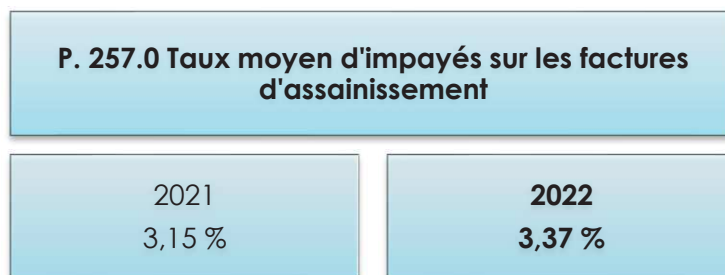 P. 257.0 Taux moyen d'impayés sur les factures
d'assainissement
2021
3,15 %
2022
3,37 %